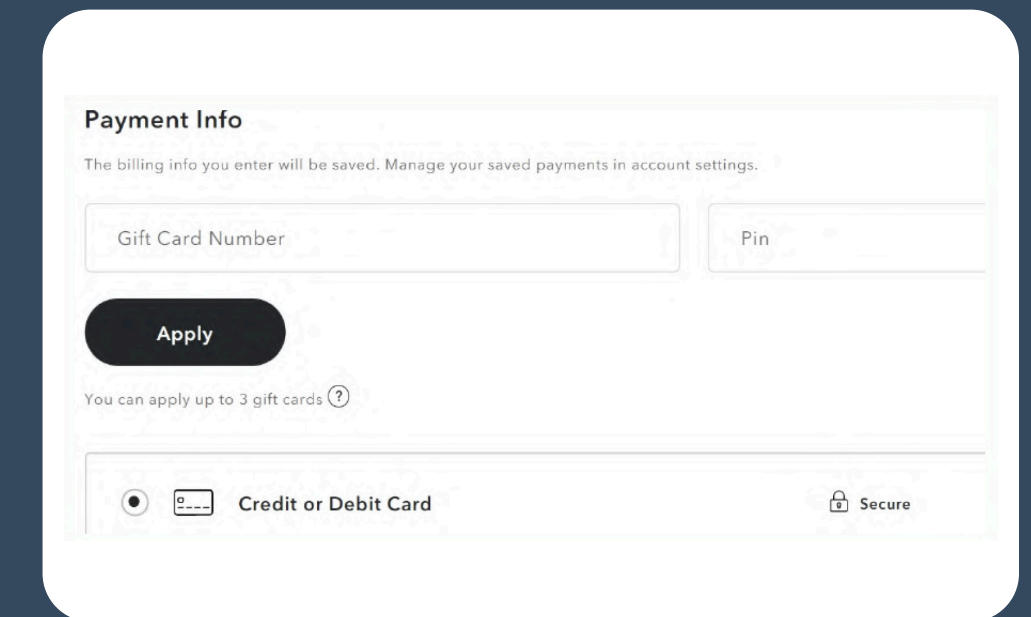 Payment Info
The billing info you enter will be saved. Manage your saved payments in account settings.
Gift Card Number
Pin
Apply
You can apply up to 3 gift cards ?
Credit or Debit Card
Secure